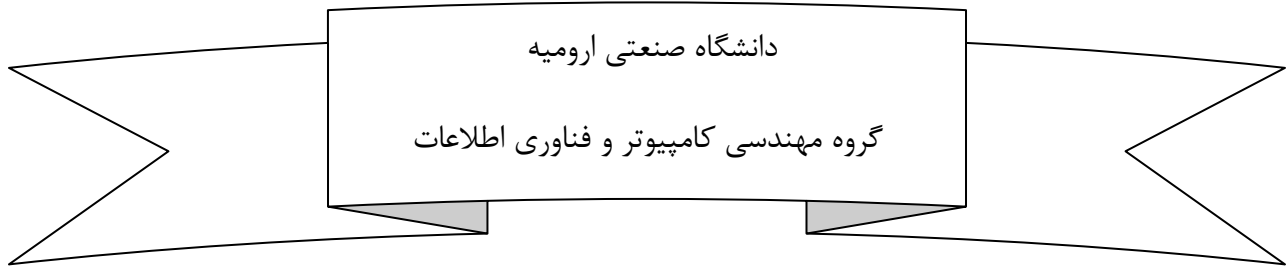 دانشگاه صنعتی ارومیه
گروه مهندسی کامپیوتر و فناوری اطلاعات